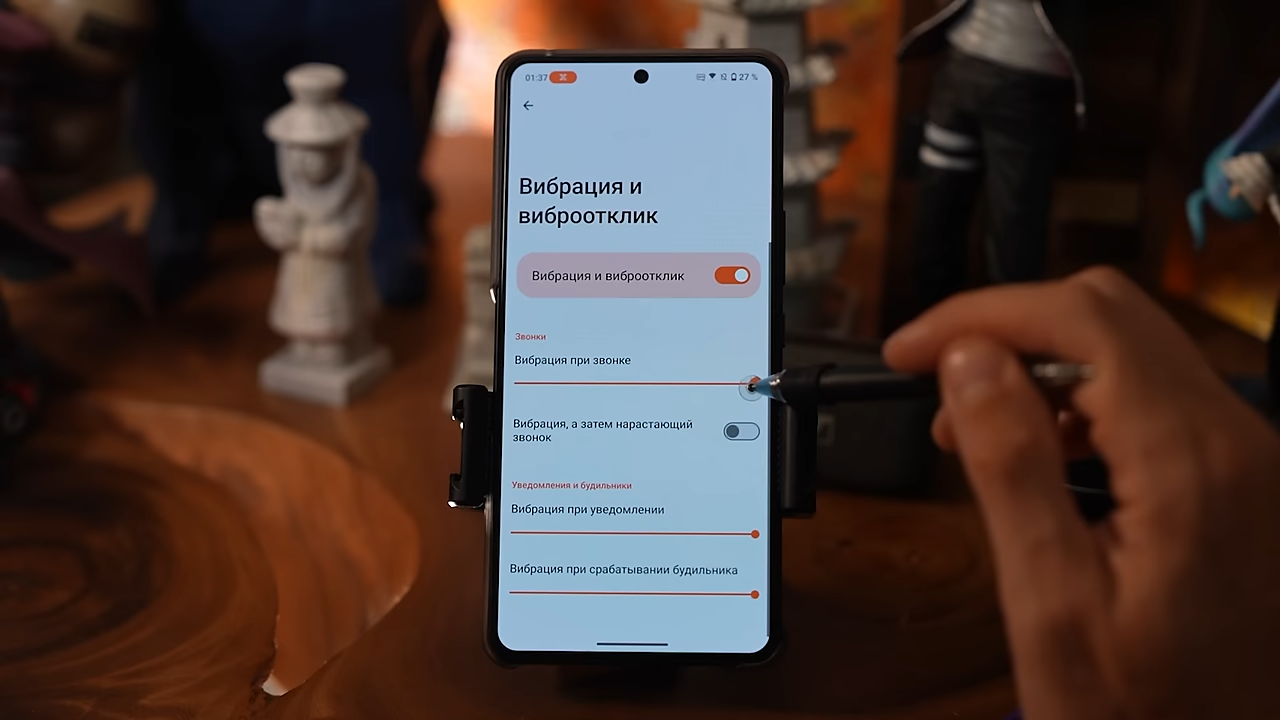 01:37 27 %
Вибрация и
виброотклик
Вибрация и виброотклик
Звонки
Вибрация при звонке
Вибрация, а затем нарастающий
звонок
Уведомления и будильники
Вибрация при уведомлении
Вибрация при срабатывании будильника